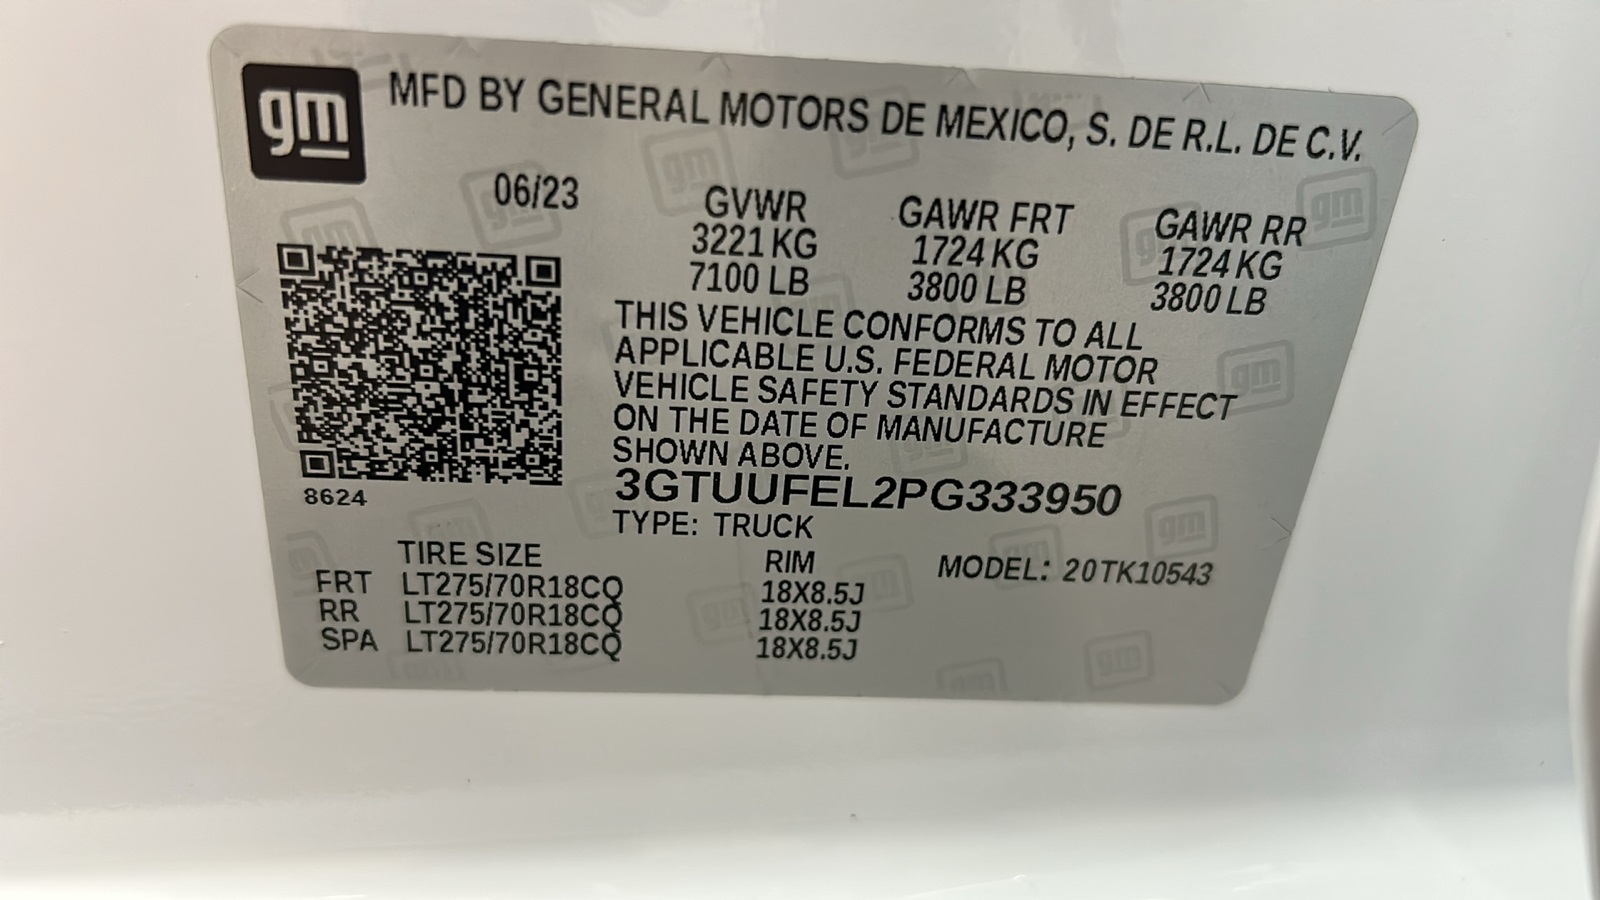 gm MFD BY GENERAL MOTORS DE MEXICO, S. DE R.L. DE C.V.
06/23 GVWR GAWR FRT GAWR RR
3221 KG 1724 KG 1724 KG
7100 LB 3800 LB 3800 LB
THIS VEHICLE CONFORMS TO ALL
APPLICABLE U.S. FEDERAL MOTOR
VEHICLE SAFETY STANDARDS IN EFFECT
ON THE DATE OF MANUFACTURE
SHOWN ABOVE.
8624 3GTUUFEL2PG333950
TYPE: TRUCK
TIRE SIZE RIM MODEL: 20TK10543
FRT LT275/70R18CQ 18X8.5J
RR LT275/70R18CQ 18X8.5J
SPA LT275/70R18CQ 18X8.5J